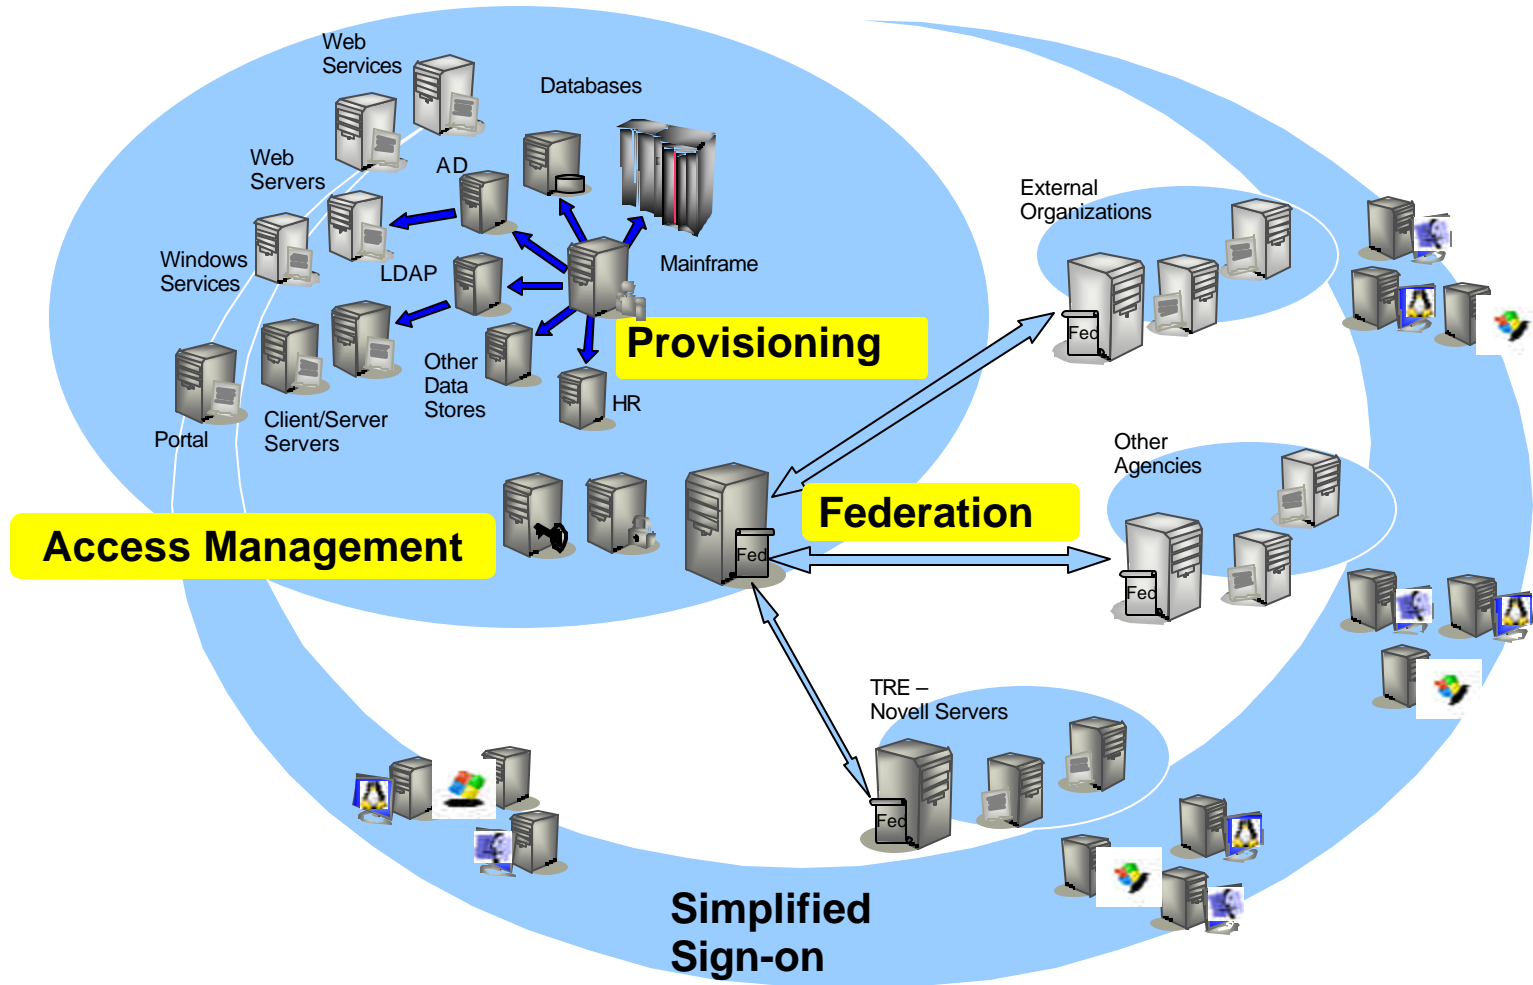 Web
Services
Databases
Web
Servers
AD
External
Organizations
Windows
Services
LDAP
Mainframe
Fed
Provisioning
Other
Data
Stores
HR
Portal
Client/Server
Servers
Other
Agencies
Access Management
Federation
Fed
Fed
TRE –
Novell Servers
Fed
Simplified
Sign-on